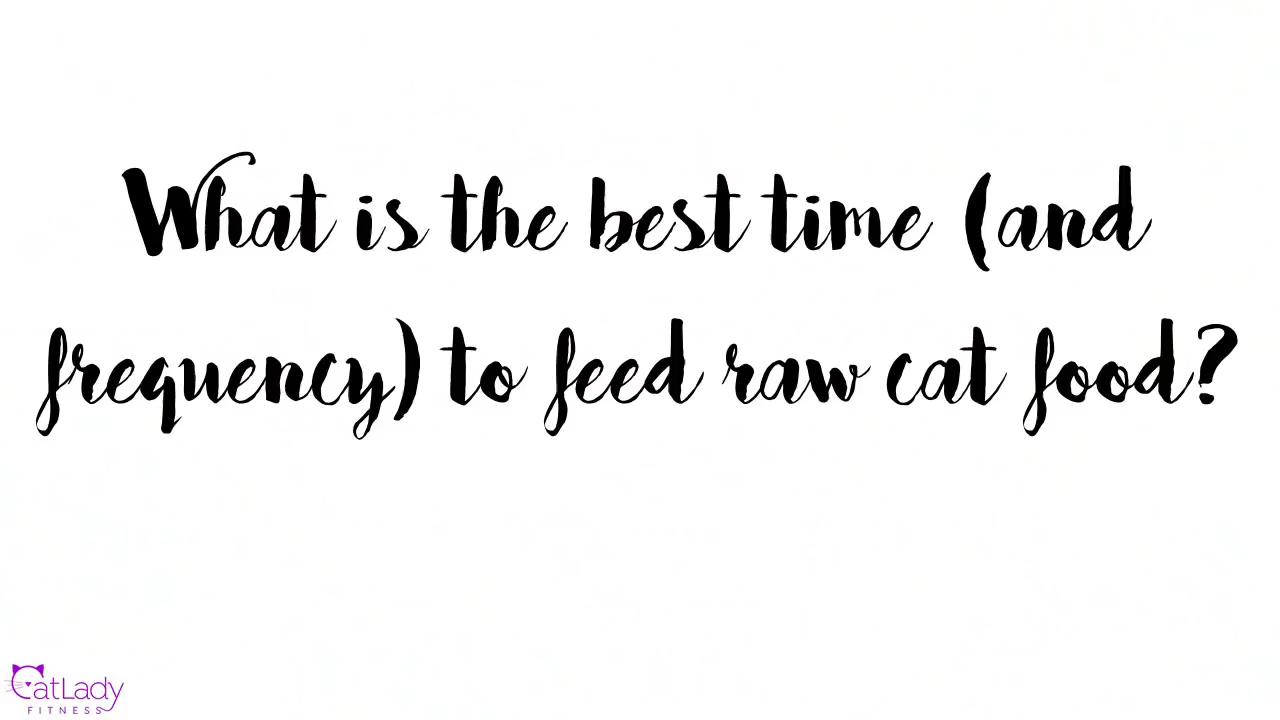 What is the best time (and
frequency) to feed raw cat food?
CatLady
FITNESS